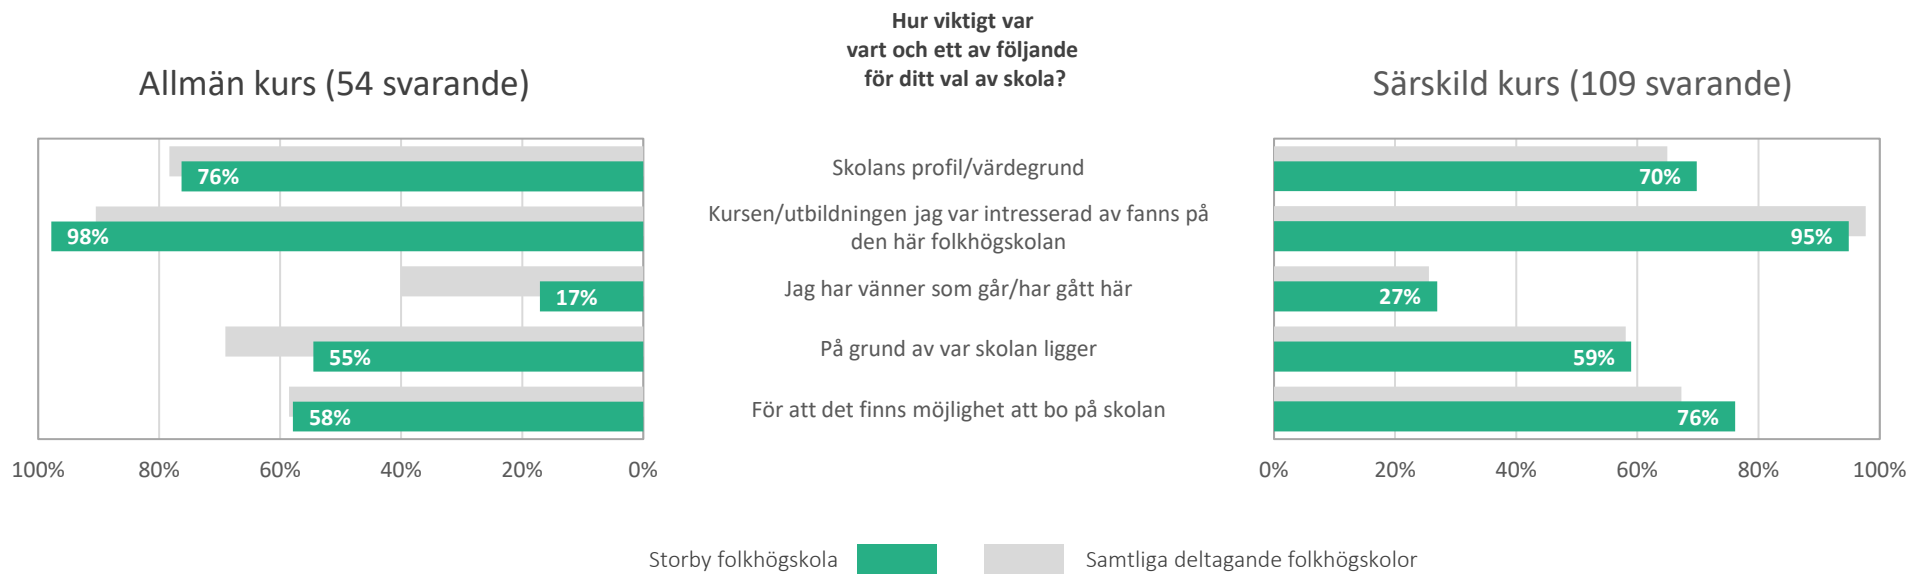 Hur viktigt var
vart och ett av följande
för ditt val av skola?
Allmän kurs (54 svarande)
Särskild kurs (109 svarande)
76%
Skolans profil/värdegrund
70%
98%
Kursen/utbildningen jag var intresserad av fanns på
den här folkhögskolan
95%
17%
Jag har vänner som går/har gått här
27%
55%
På grund av var skolan ligger
59%
58%
För att det finns möjlighet att bo på skolan
76%
100% 80% 60% 40% 20% 0%
0% 20% 40% 60% 80% 100%
Storby folkhögskola
Samtliga deltagande folkhögskolor